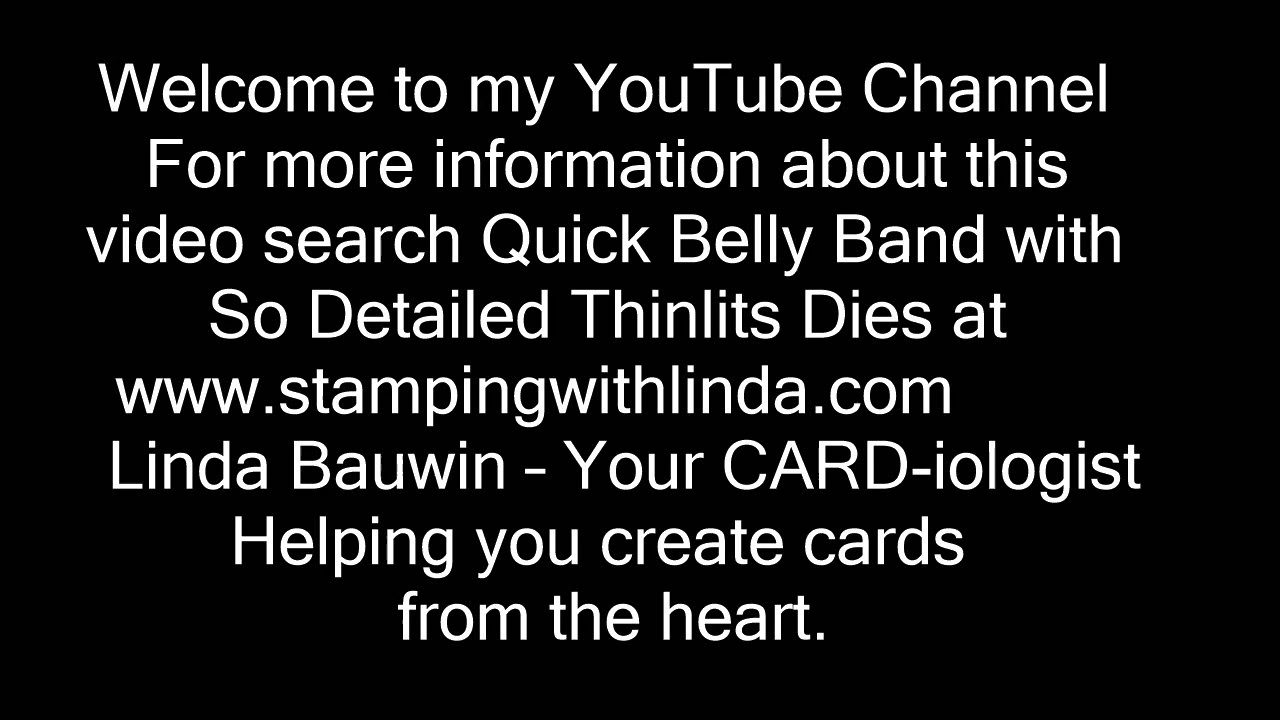 Welcome to my YouTube Channel
For more information about this
video search Quick Belly Band with
So Detailed Thinlits Dies at
www.stampingwithlinda.com
Linda Bauwin – Your CARD-iologist
Helping you create cards
from the heart.